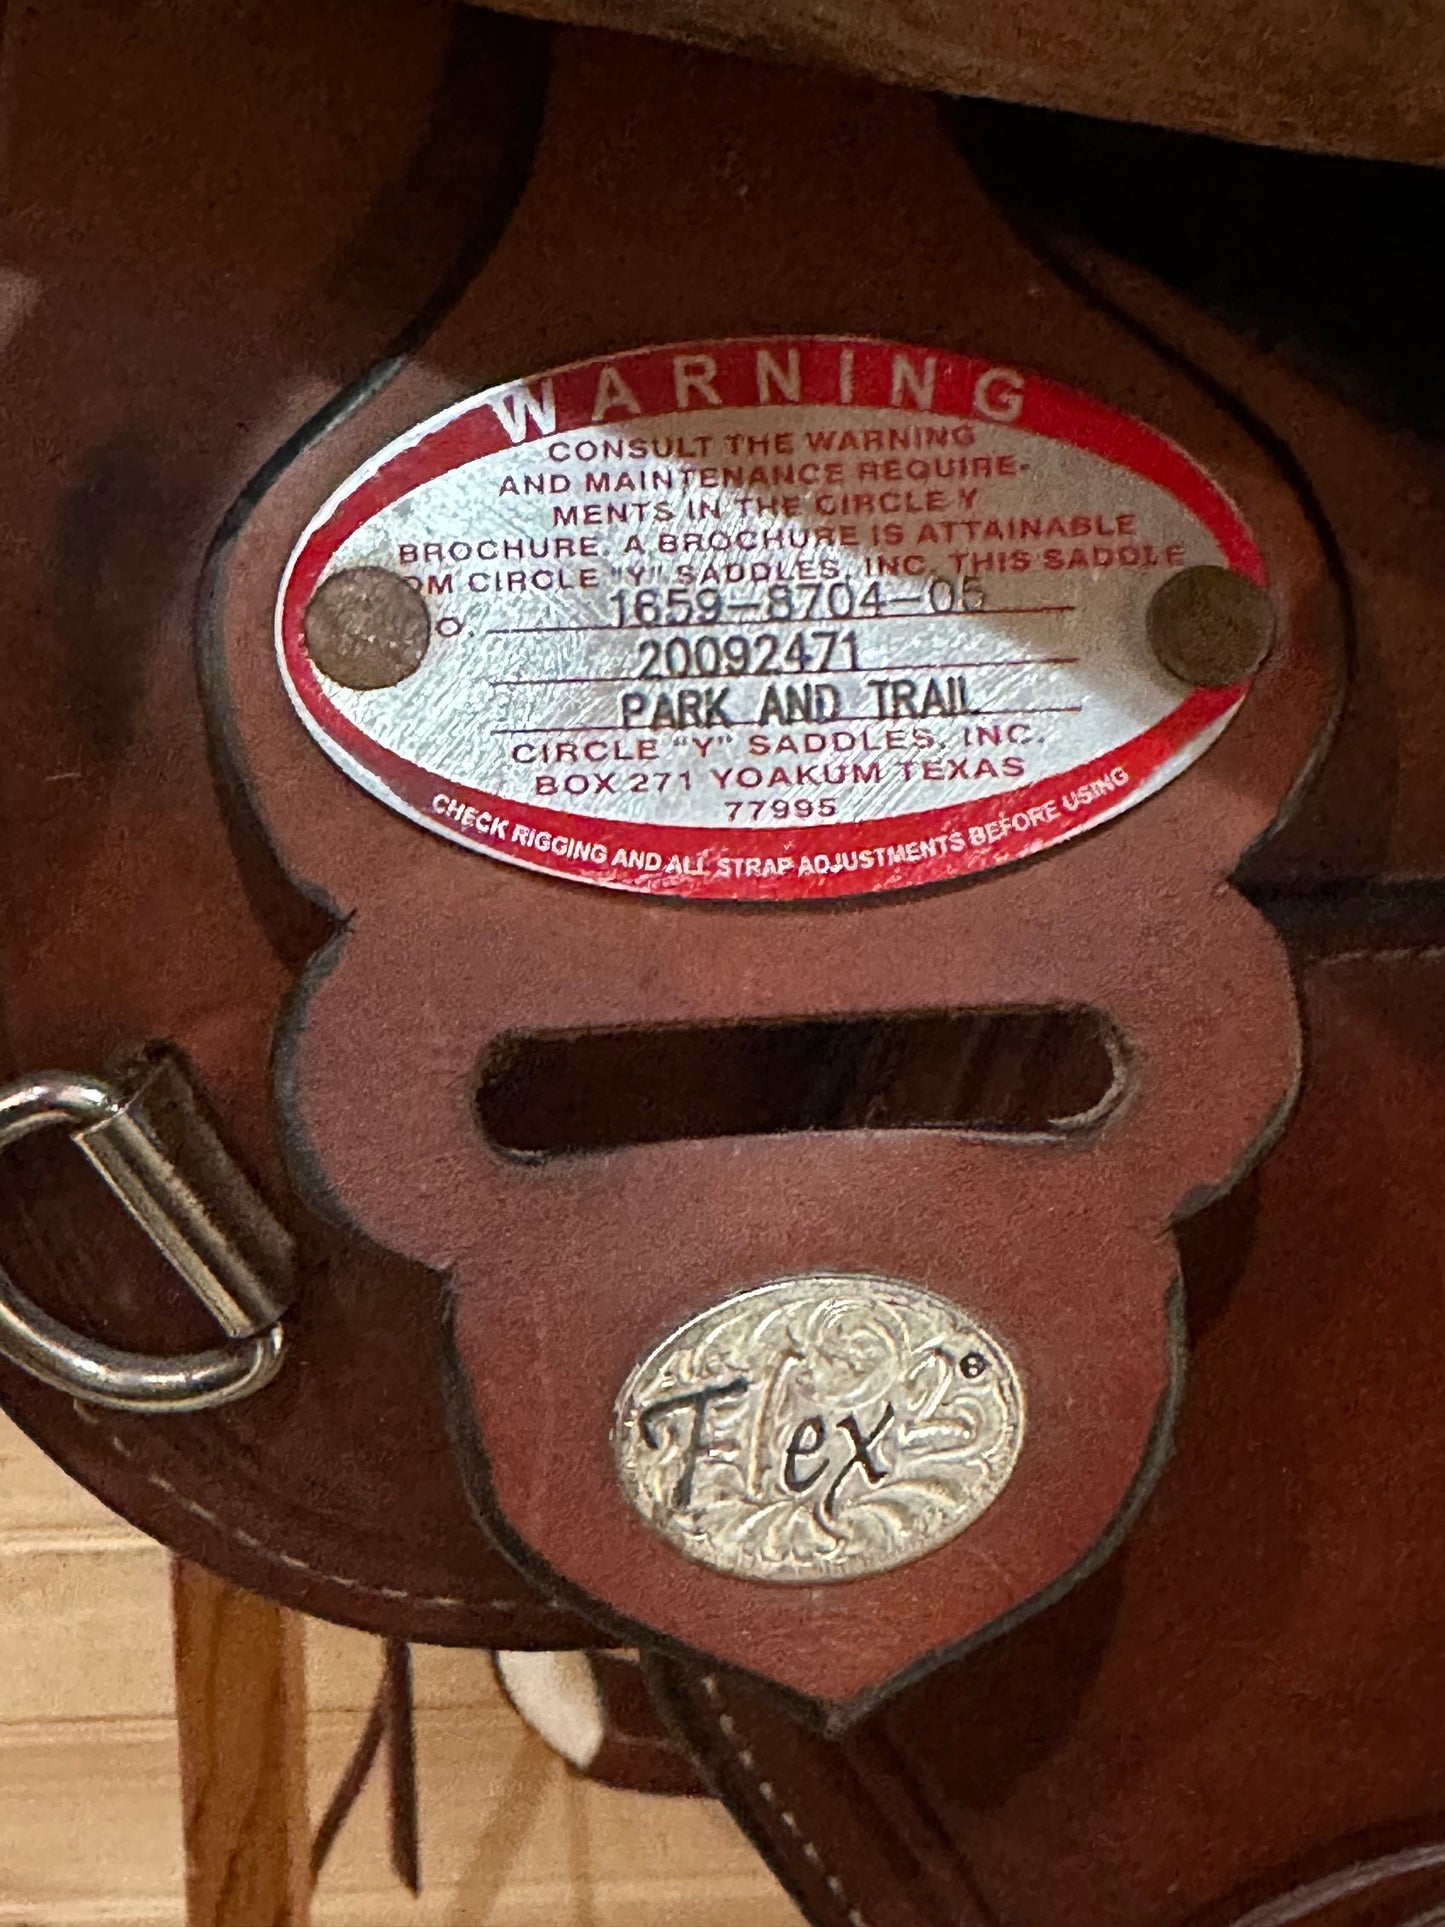 WARNING
CONSULT THE WARNING
AND MAINTENANCE REQUIRE-
MENTS IN THE CIRCLE Y
BROCHURE. A BROCHURE IS ATTAINABLE
OM CIRCLE "Y" SADDLES, INC. THIS SADDLE
O. 1659-8704-05
20092471
PARK AND TRAIL
CIRCLE "Y" SADDLES, INC.
BOX 271 YOAKUM TEXAS
77995
CHECK RIGGING AND ALL STRAP ADJUSTMENTS BEFORE USING
Flex2®